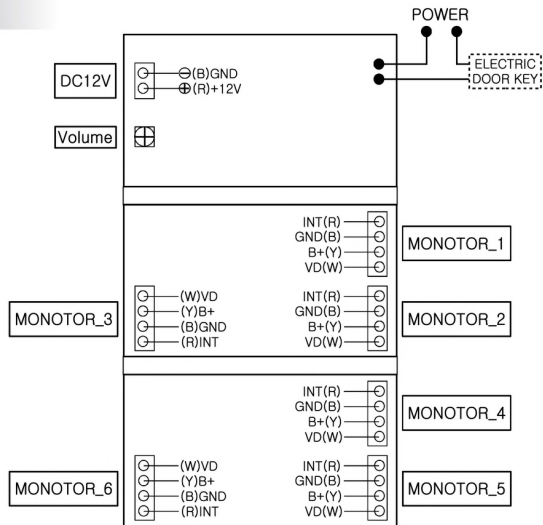 POWER
ELECTRIC
DOOR KEY
DC12V
(B)GND
(R)+12V
Volume
INT(R)
GND(B)
B+(Y)
VD(W)
MONOTOR_1
MONOTOR_3
(W)VD
(Y)B+
(B)GND
(R)INT
INT(R)
GND(B)
B+(Y)
VD(W)
MONOTOR_2
INT(R)
GND(B)
B+(Y)
VD(W)
MONOTOR_4
MONOTOR_6
(W)VD
(Y)B+
(B)GND
(R)INT
INT(R)
GND(B)
B+(Y)
VD(W)
MONOTOR_5